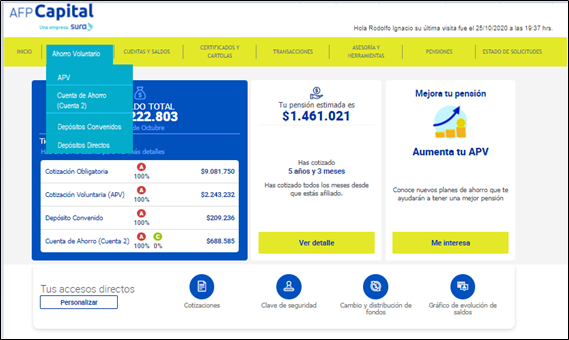 AFP Capital
Una empresa sura
Hola Rodolfo Ignacio su última visita fue el 25/10/2020 a las 19:37 hrs.
INICIO
Ahorro Voluntario
CUENTAS Y SALDOS
CERTIFICADOS Y
CARTOLAS
TRANSACCIONES
ASESORÍA Y
HERRAMIENTAS
PENSIONES
ESTADO DE SOLICITUDES
APV
Cuenta de Ahorro
(Cuenta 2)
Depósitos Convenidos
Depósitos Directos
DO TOTAL
222.803
de Octubre
más detalles
Cotización Obligatoria A 100% $9.081.750
Cotización Voluntaria (APV) A 100% $2.243.232
Depósito Convenido A 100% $209.236
Cuenta de Ahorro (Cuenta 2) A 100% C 0% $688.585
Tu pensión estimada es
$1.461.021
Has cotizado
5 años y 3 meses
Has cotizado todos los meses desde
que estás afiliado.
Ver detalle
Mejora tu pensión
Aumenta tu APV
Conoce nuevos planes de ahorro que te
ayudarán a tener una mejor pensión
Me interesa
Tus accesos directos
Personalizar
Cotizaciones
Clave de seguridad
Cambio y distribución de
fondos
Gráfico de evolución de
saldos